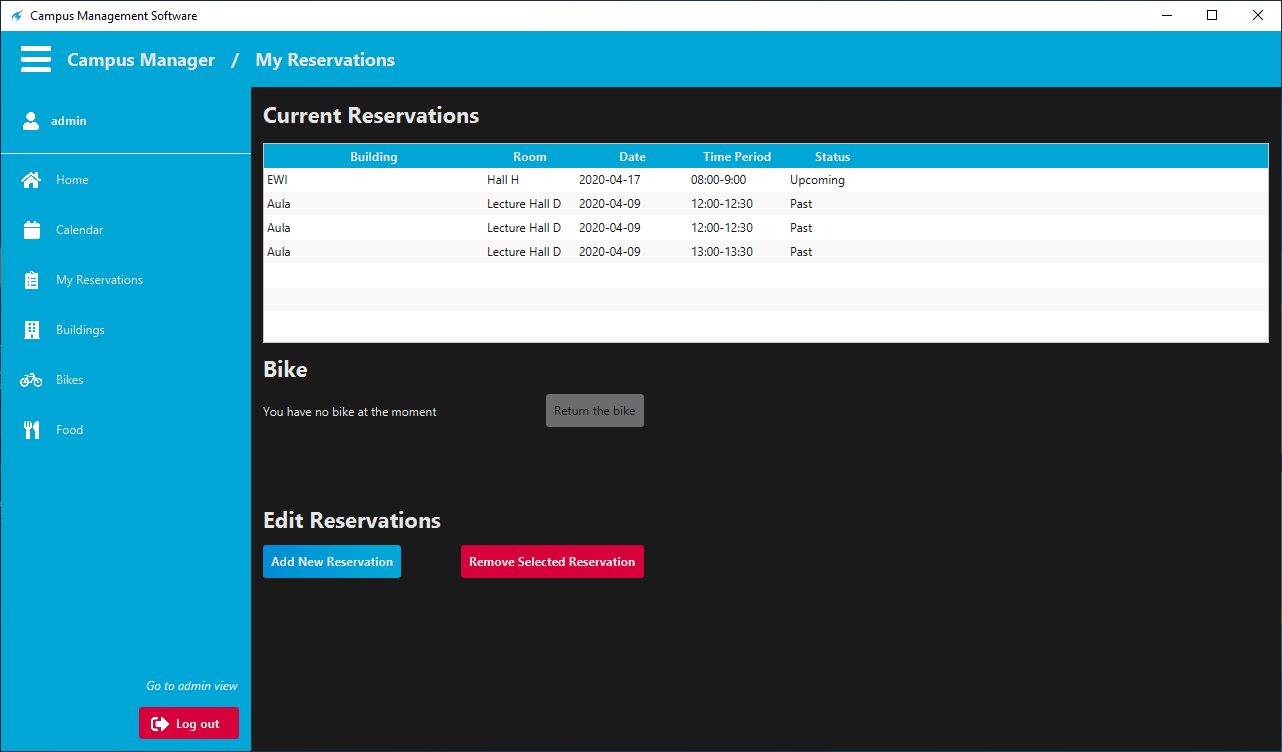 Campus Management Software
Campus Manager / My Reservations
admin
Home
Calendar
My Reservations
Buildings
Bikes
Food
Go to admin view
Log out
Current Reservations
Building Room Date Time Period Status
EWI Hall H 2020-04-17 08:00-9:00 Upcoming
Aula Lecture Hall D 2020-04-09 12:00-12:30 Past
Aula Lecture Hall D 2020-04-09 12:00-12:30 Past
Aula Lecture Hall D 2020-04-09 13:00-13:30 Past
Bike
You have no bike at the moment Return the bike
Edit Reservations
Add New Reservation Remove Selected Reservation